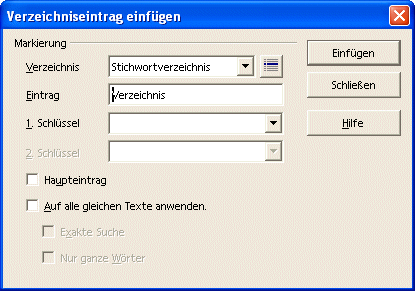 Verzeichniseintrag einfügen
Markierung
Verzeichnis Stichwortverzeichnis
Einfügen
Eintrag Verzeichnis
Schließen
1. Schlüssel
Hilfe
2. Schlüssel
Haupteintrag
Auf alle gleichen Texte anwenden.
Exakte Suche
Nur ganze Wörter